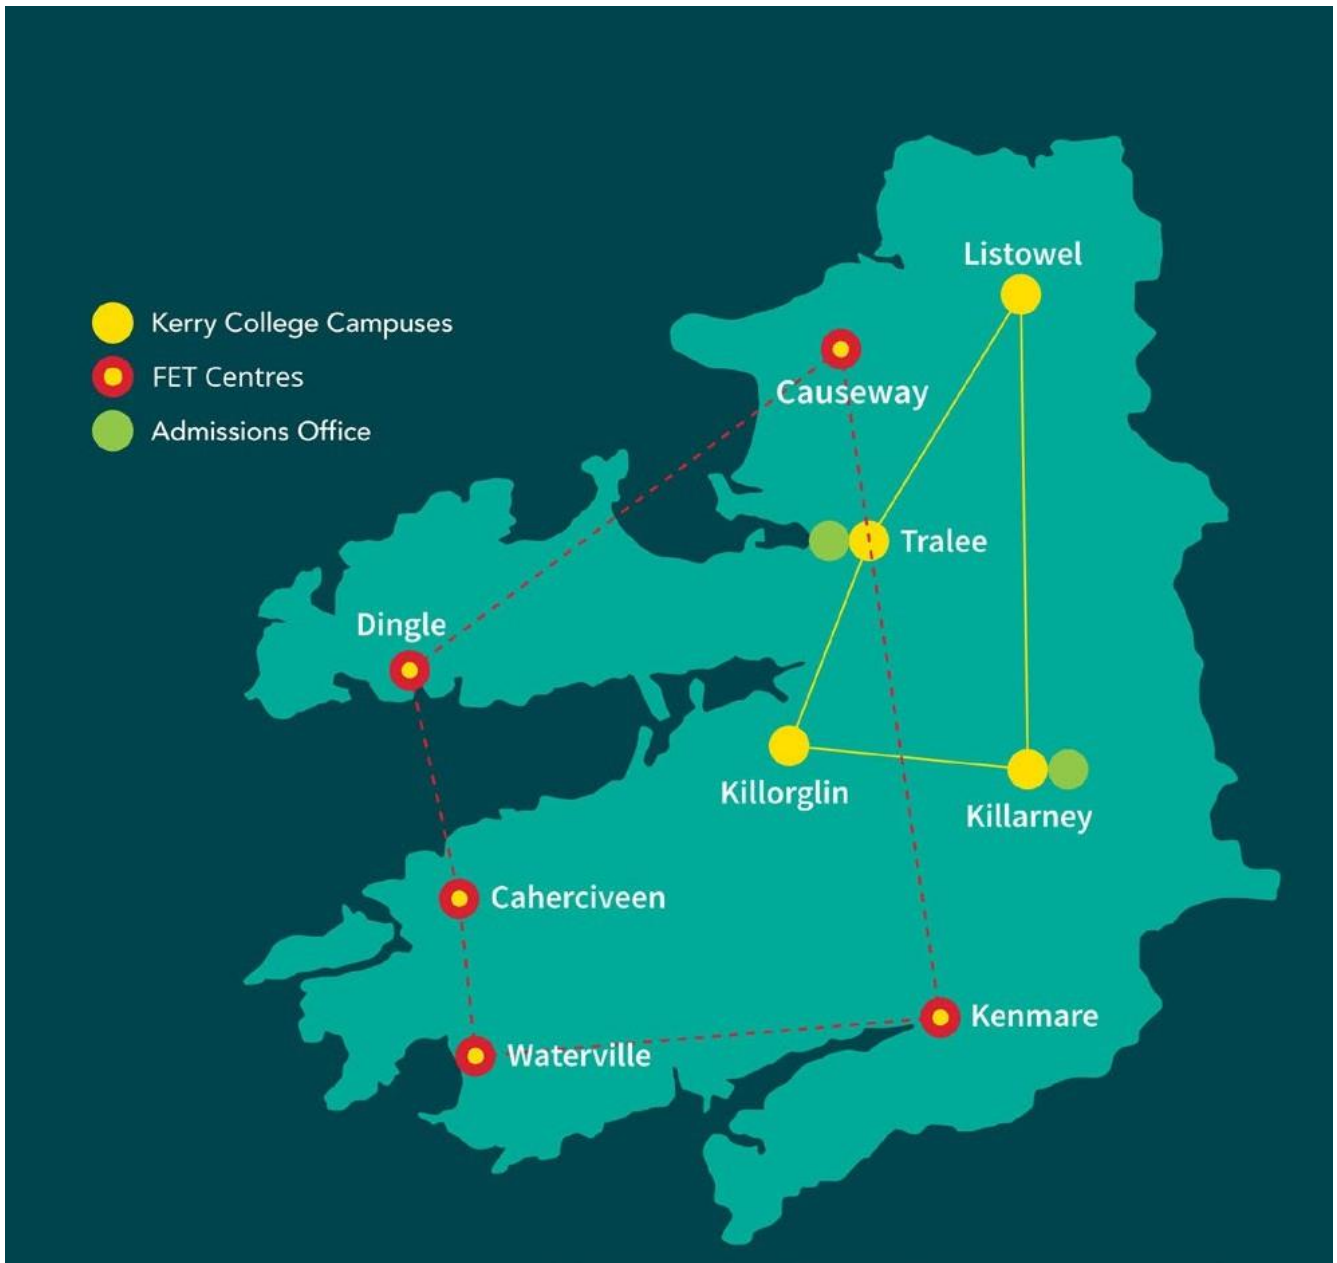 Kerry College Campuses
FET Centres
Admissions Office
Listowel
Causeway
Tralee
Dingle
Killorglin
Killarney
Caherciveen
Kenmare
Waterville